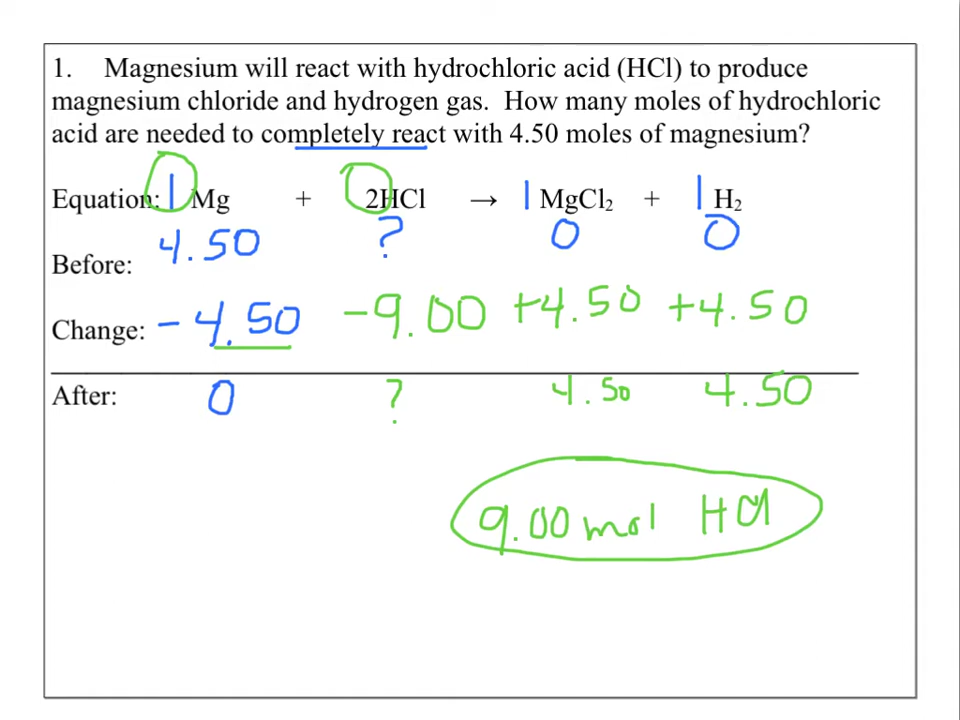 1. Magnesium will react with hydrochloric acid (HCl) to produce
magnesium chloride and hydrogen gas. How many moles of hydrochloric
acid are needed to completely react with 4.50 moles of magnesium?
Equation: 1 Mg + 2HCl → 1 MgCl₂ + 1 H₂
Before: 4.50 ? 0 0
Change: - 4.50 -9.00 +4.50 +4.50
After: 0 ? 4.50 4.50
9.00 mol HCl